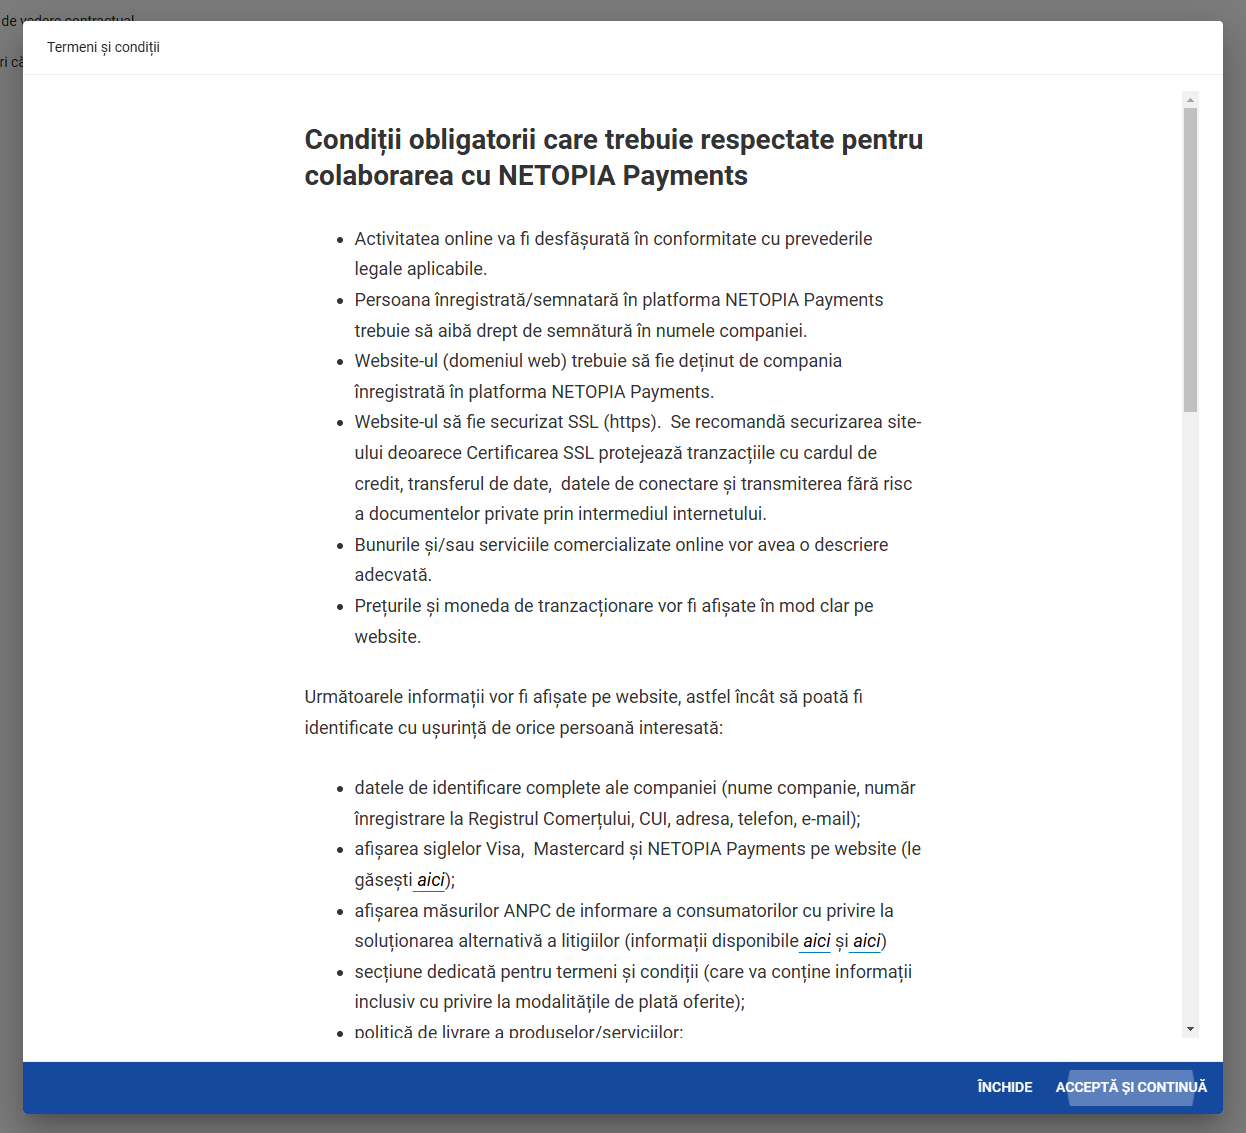 de vedere contractual
ri că
Termeni și condiții
Condiții obligatorii care trebuie respectate pentru
colaborarea cu NETOPIA Payments
• Activitatea online va fi desfășurată în conformitate cu prevederile
legale aplicabile.
• Persoana înregistrată/semnatară în platforma NETOPIA Payments
trebuie să aibă drept de semnătură în numele companiei.
• Website-ul (domeniul web) trebuie să fie deținut de compania
înregistrată în platforma NETOPIA Payments.
• Website-ul să fie securizat SSL (https).  Se recomandă securizarea site-
ului deoarece Certificarea SSL protejează tranzacțiile cu cardul de
credit, transferul de date,  datele de conectare și transmiterea fără risc
a documentelor private prin intermediul internetului.
• Bunurile și/sau serviciile comercializate online vor avea o descriere
adecvată.
• Prețurile și moneda de tranzacționare vor fi afișate în mod clar pe
website.
Următoarele informații vor fi afișate pe website, astfel încât să poată fi
identificate cu ușurință de orice persoană interesată:
• datele de identificare complete ale companiei (nume companie, număr
înregistrare la Registrul Comerțului, CUI, adresa, telefon, e-mail);
• afișarea siglelor Visa,  Mastercard și NETOPIA Payments pe website (le
găsești aici);
• afișarea măsurilor ANPC de informare a consumatorilor cu privire la
soluționarea alternativă a litigiilor (informații disponibile aici și aici)
• secțiune dedicată pentru termeni și condiții (care va conține informații
inclusiv cu privire la modalitățile de plată oferite);
• politică de livrare a produselor/serviciilor;
ÎNCHIDE ACCEPTĂ ȘI CONTINUĂ